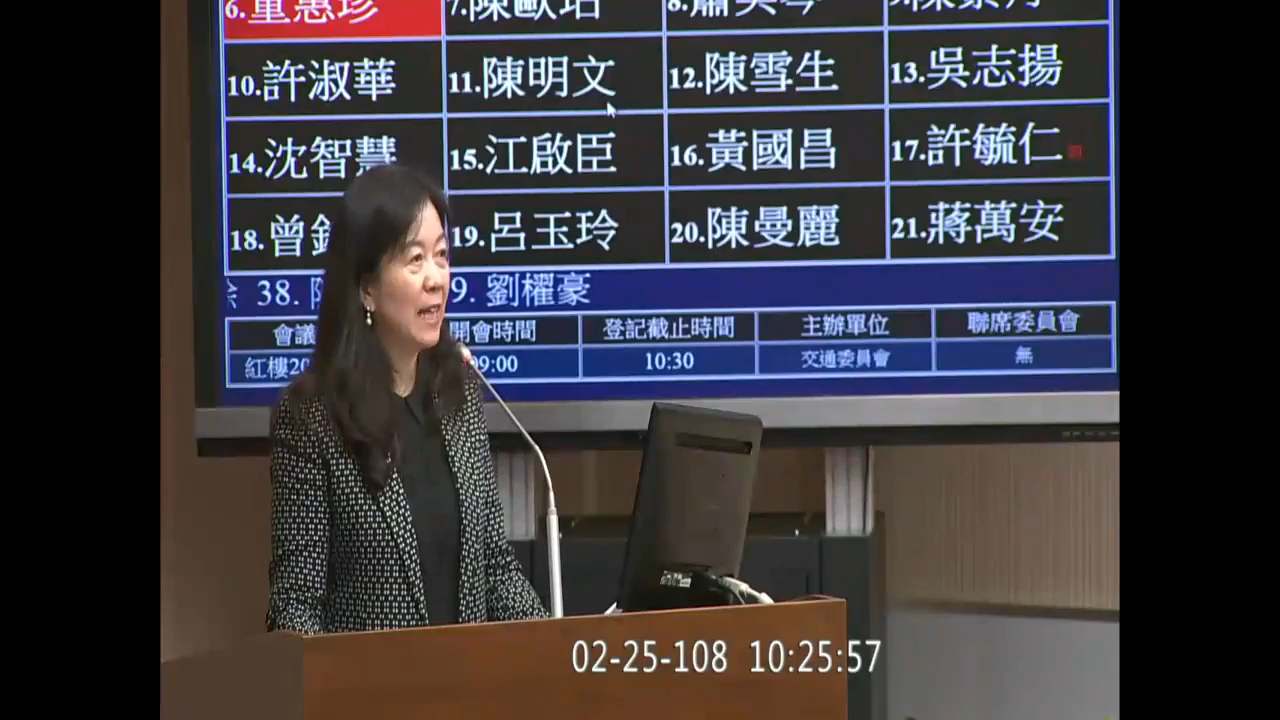 6.童惠珍 7.陳歐珀 8.蕭美琴
10.許淑華 11.陳明文 12.陳雪生 13.吳志揚
14.沈智慧 15.江啟臣 16.黃國昌 17.許毓仁
18.曾 19.呂玉玲 20.陳曼麗 21.蔣萬安
38. 9. 劉櫂豪
會議 開會時間 登記截止時間 主辦單位 聯席委員會
紅樓20 09:00 10:30 交通委員會 無
02-25-108 10:25:57